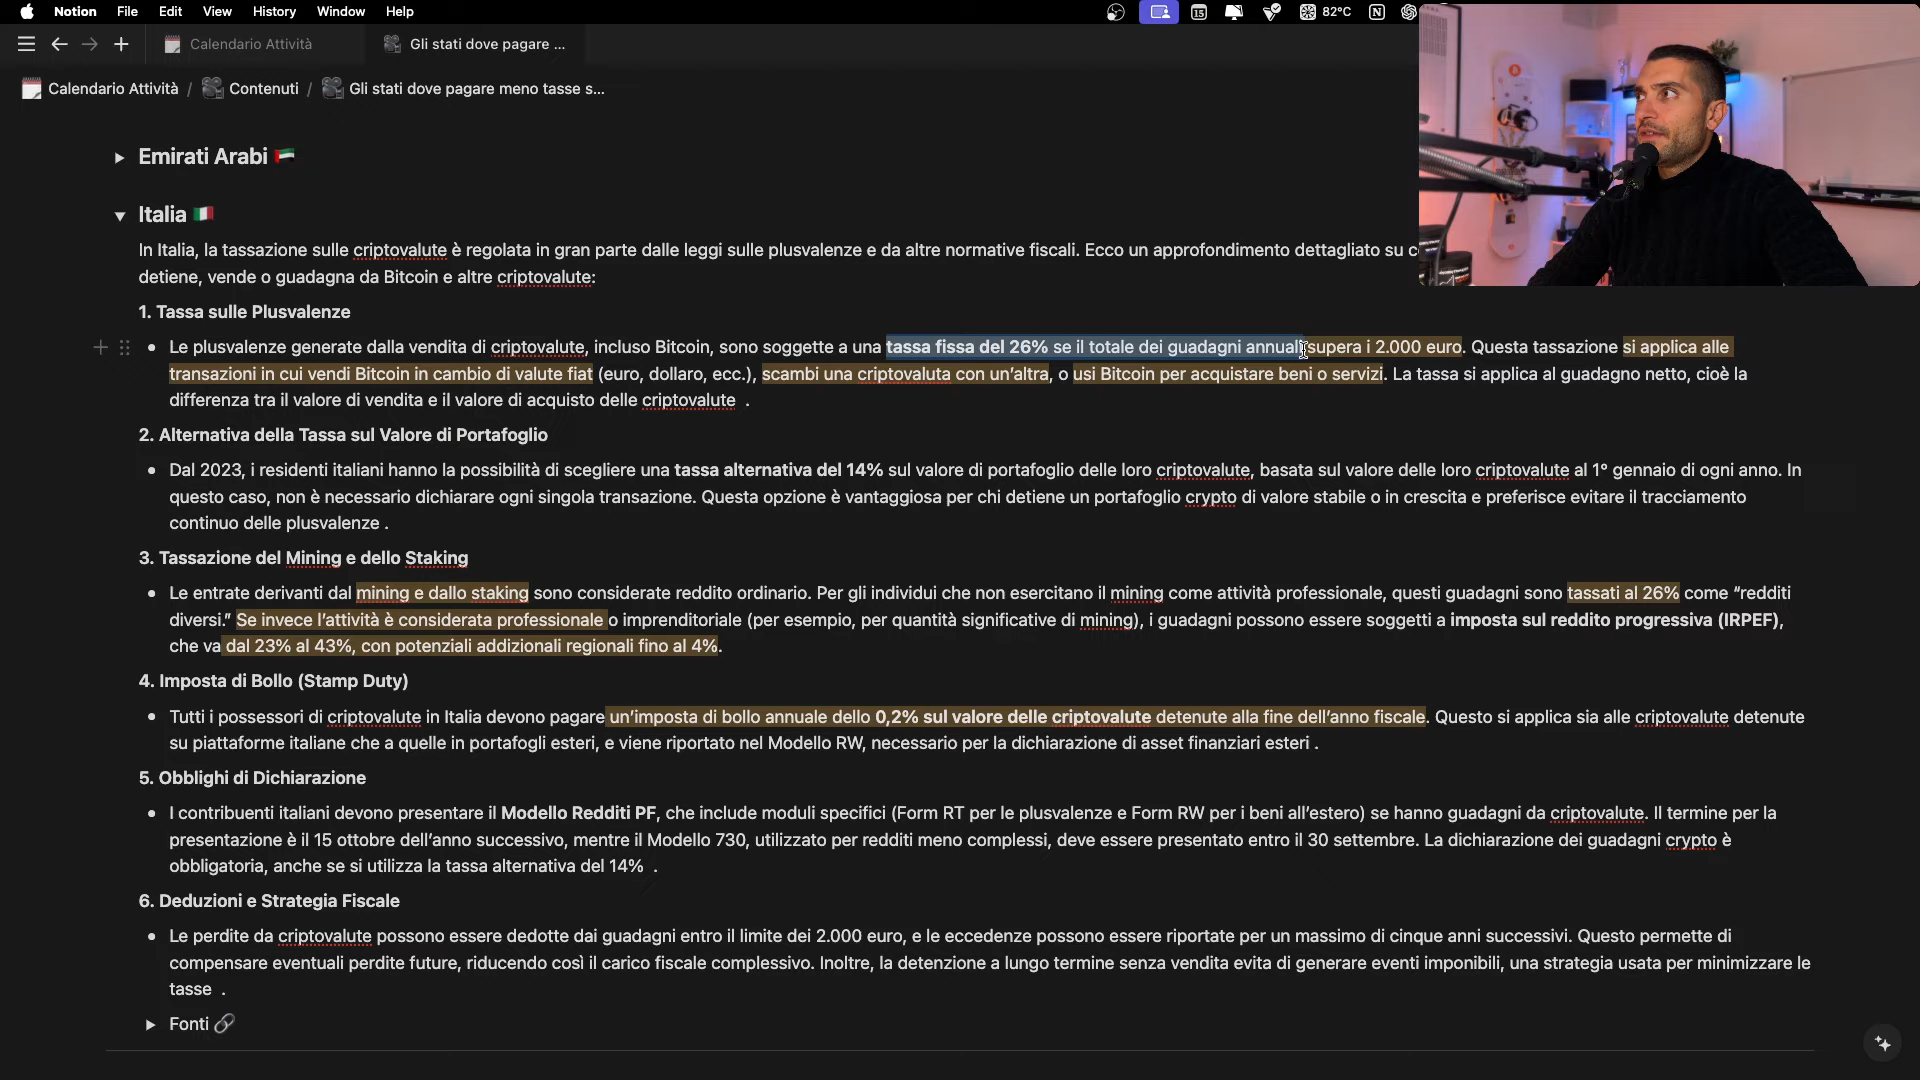 Notion File Edit View History Window Help 15 82°C
Calendario Attività Gli stati dove pagare ...
Calendario Attività / Contenuti / Gli stati dove pagare meno tasse s...
Emirati Arabi
Italia
In Italia, la tassazione sulle criptovalute è regolata in gran parte dalle leggi sulle plusvalenze e da altre normative fiscali. Ecco un approfondimento dettagliato su c
detiene, vende o guadagna da Bitcoin e altre criptovalute:
1. Tassa sulle Plusvalenze
• Le plusvalenze generate dalla vendita di criptovalute, incluso Bitcoin, sono soggette a una tassa fissa del 26% se il totale dei guadagni annuali supera i 2.000 euro. Questa tassazione si applica alle
transazioni in cui vendi Bitcoin in cambio di valute fiat (euro, dollaro, ecc.), scambi una criptovaluta con un’altra, o usi Bitcoin per acquistare beni o servizi. La tassa si applica al guadagno netto, cioè la
differenza tra il valore di vendita e il valore di acquisto delle criptovalute .
2. Alternativa della Tassa sul Valore di Portafoglio
• Dal 2023, i residenti italiani hanno la possibilità di scegliere una tassa alternativa del 14% sul valore di portafoglio delle loro criptovalute, basata sul valore delle loro criptovalute al 1° gennaio di ogni anno. In
questo caso, non è necessario dichiarare ogni singola transazione. Questa opzione è vantaggiosa per chi detiene un portafoglio crypto di valore stabile o in crescita e preferisce evitare il tracciamento
continuo delle plusvalenze .
3. Tassazione del Mining e dello Staking
• Le entrate derivanti dal mining e dallo staking sono considerate reddito ordinario. Per gli individui che non esercitano il mining come attività professionale, questi guadagni sono tassati al 26% come “redditi
diversi.” Se invece l’attività è considerata professionale o imprenditoriale (per esempio, per quantità significative di mining), i guadagni possono essere soggetti a imposta sul reddito progressiva (IRPEF),
che va dal 23% al 43%, con potenziali addizionali regionali fino al 4%.
4. Imposta di Bollo (Stamp Duty)
• Tutti i possessori di criptovalute in Italia devono pagare un’imposta di bollo annuale dello 0,2% sul valore delle criptovalute detenute alla fine dell’anno fiscale. Questo si applica sia alle criptovalute detenute
su piattaforme italiane che a quelle in portafogli esteri, e viene riportato nel Modello RW, necessario per la dichiarazione di asset finanziari esteri .
5. Obblighi di Dichiarazione
• I contribuenti italiani devono presentare il Modello Redditi PF, che include moduli specifici (Form RT per le plusvalenze e Form RW per i beni all’estero) se hanno guadagni da criptovalute. Il termine per la
presentazione è il 15 ottobre dell’anno successivo, mentre il Modello 730, utilizzato per redditi meno complessi, deve essere presentato entro il 30 settembre. La dichiarazione dei guadagni crypto è
obbligatoria, anche se si utilizza la tassa alternativa del 14% .
6. Deduzioni e Strategia Fiscale
• Le perdite da criptovalute possono essere dedotte dai guadagni entro il limite dei 2.000 euro, e le eccedenze possono essere riportate per un massimo di cinque anni successivi. Questo permette di
compensare eventuali perdite future, riducendo così il carico fiscale complessivo. Inoltre, la detenzione a lungo termine senza vendita evita di generare eventi imponibili, una strategia usata per minimizzare le
tasse .
Fonti